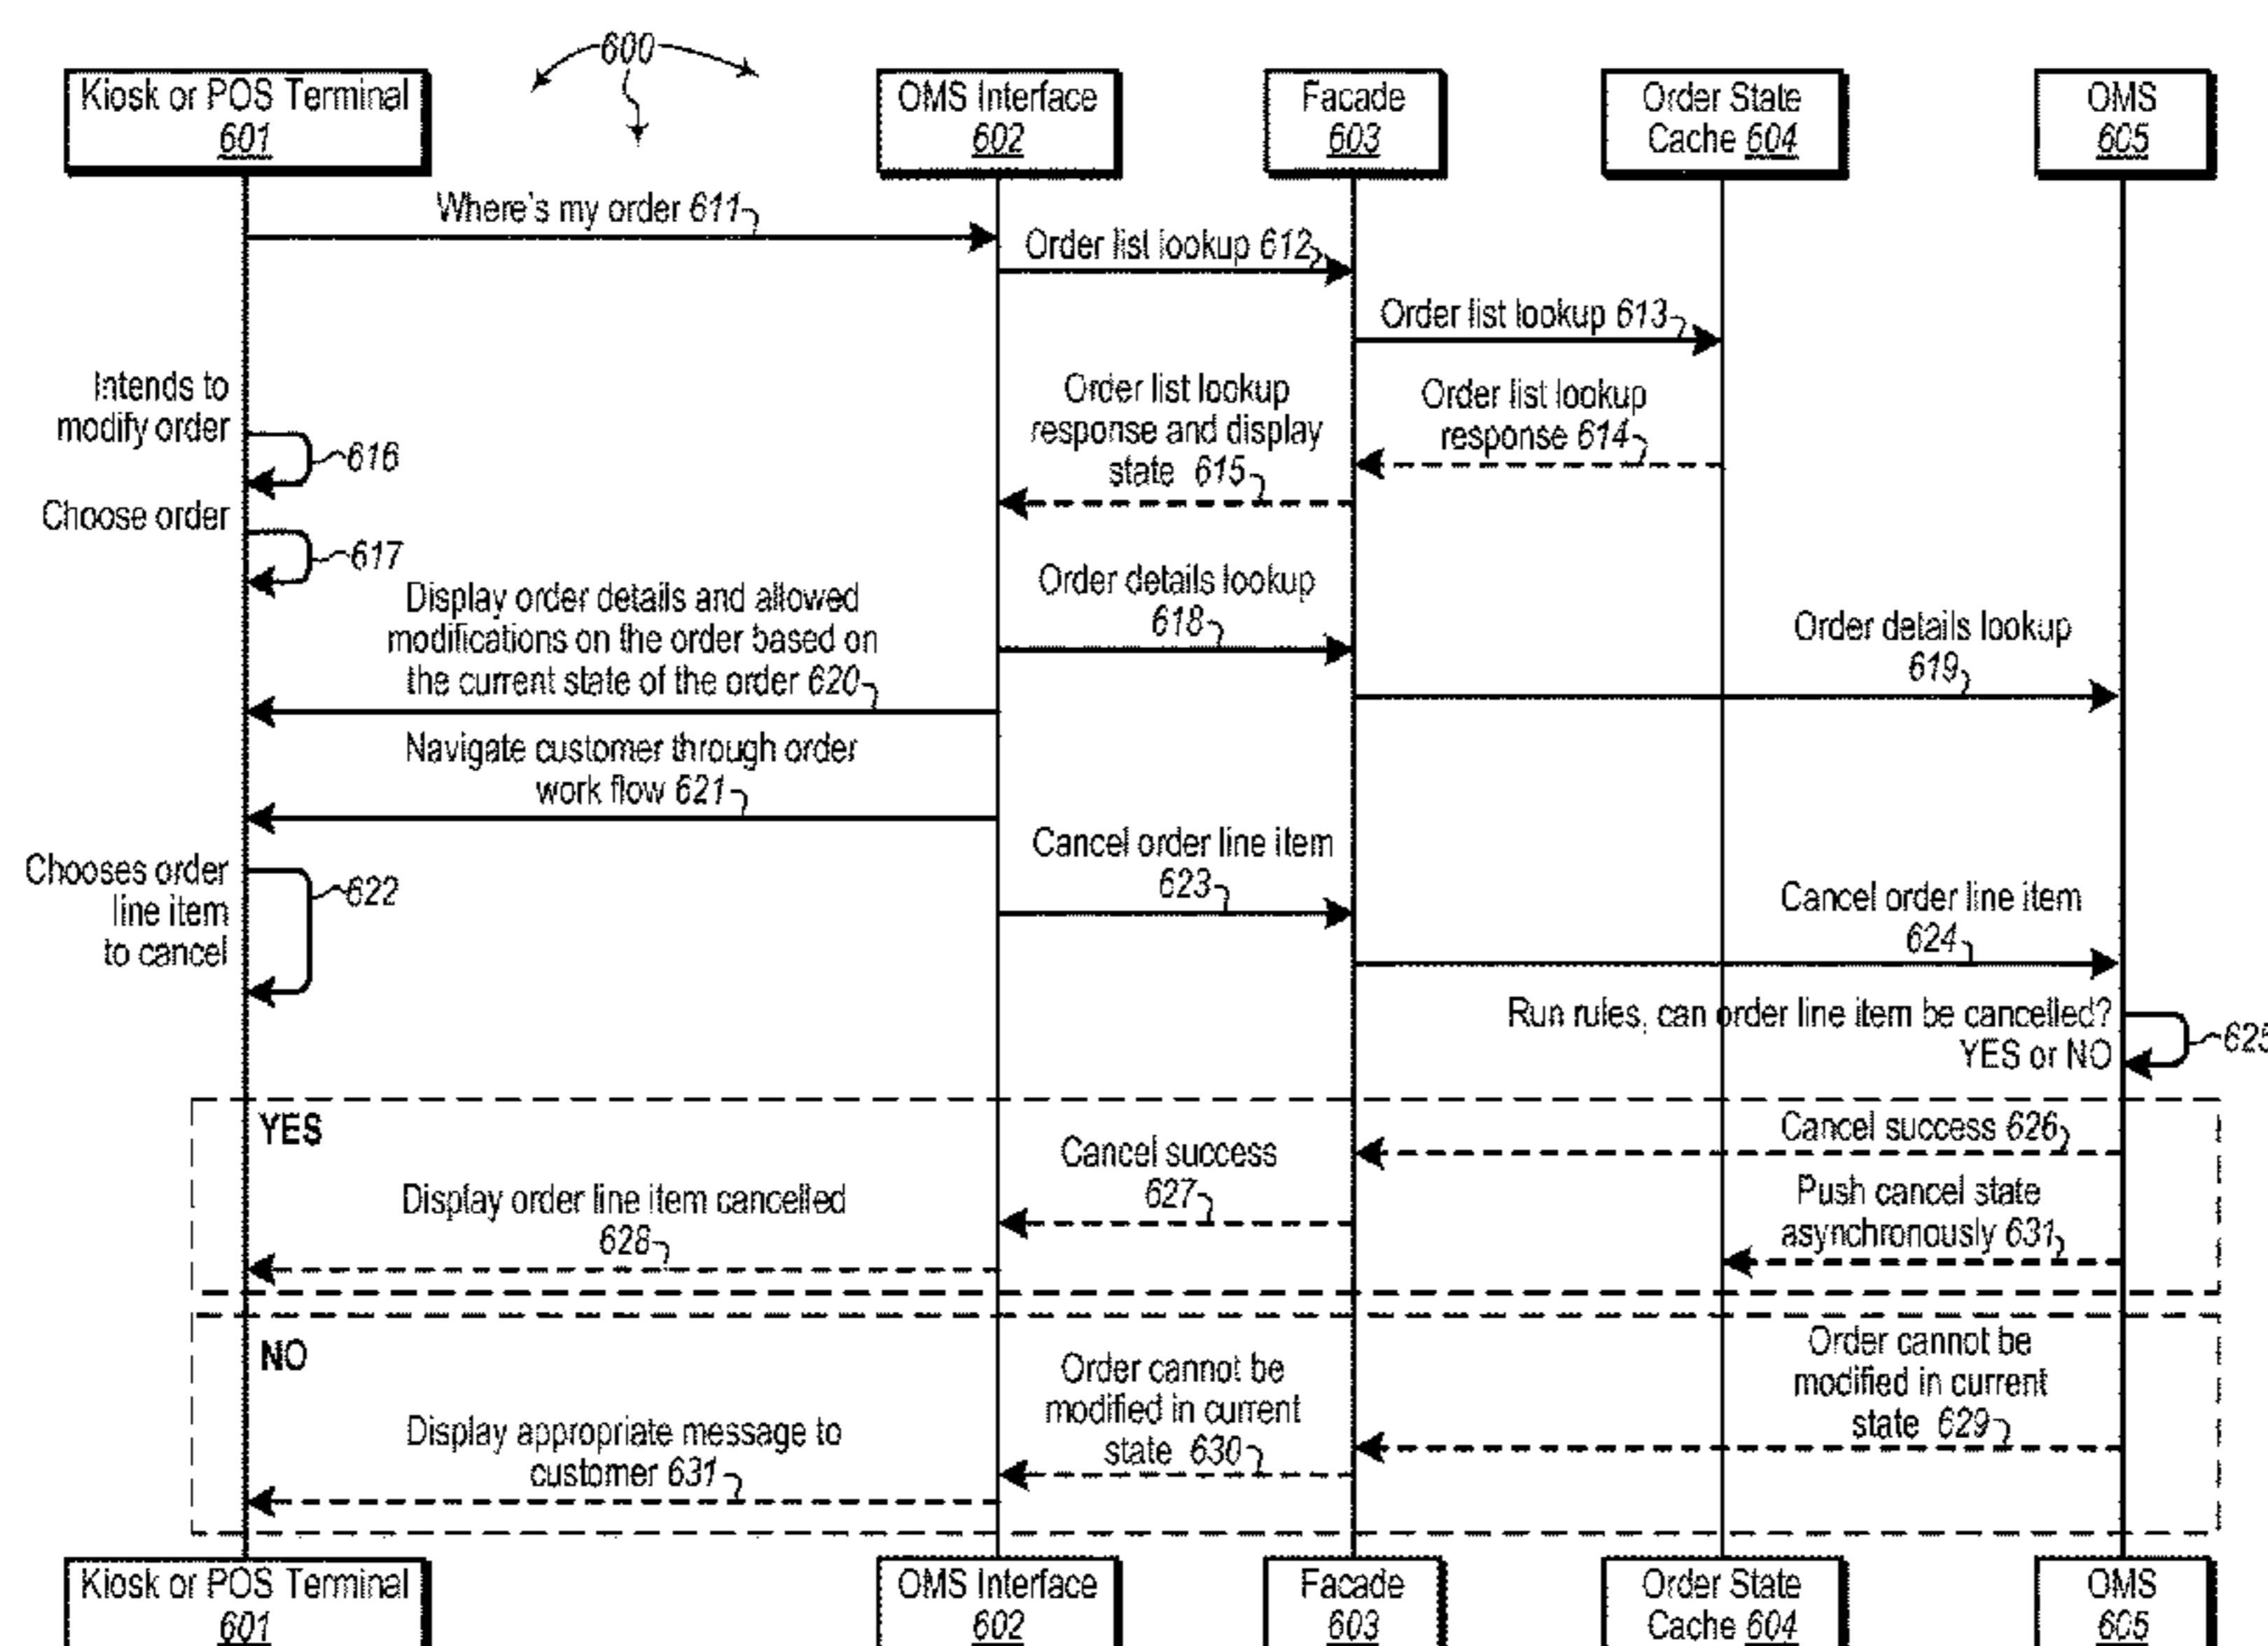 600
Kiosk or POS Terminal
601
OMS Interface
602
Facade
603
Order State
Cache 604
OMS
605
Where's my order 611
Order list lookup 612
Order list lookup 613
Intends to
modify order
616
Order list lookup
response and display
state 615
Order list lookup
response 614
Choose order
617
Display order details and allowed
modifications on the order based on
the current state of the order 620
Order details lookup
618
Order details lookup
619
Navigate customer through order
work flow 621
Chooses order
line item
to cancel
622
Cancel order line item
623
Cancel order line item
624
Run rules, can order line item be cancelled?
YES or NO
625
YES
Cancel success 626
Cancel success
627
Push cancel state
asynchronously 631
Display order line item cancelled
628
NO
Order cannot be
modified in current
state 629
Order cannot be
modified in current
state 630
Display appropriate message to
customer 631
Kiosk or POS Terminal
601
OMS Interface
602
Facade
603
Order State
Cache 604
OMS
605